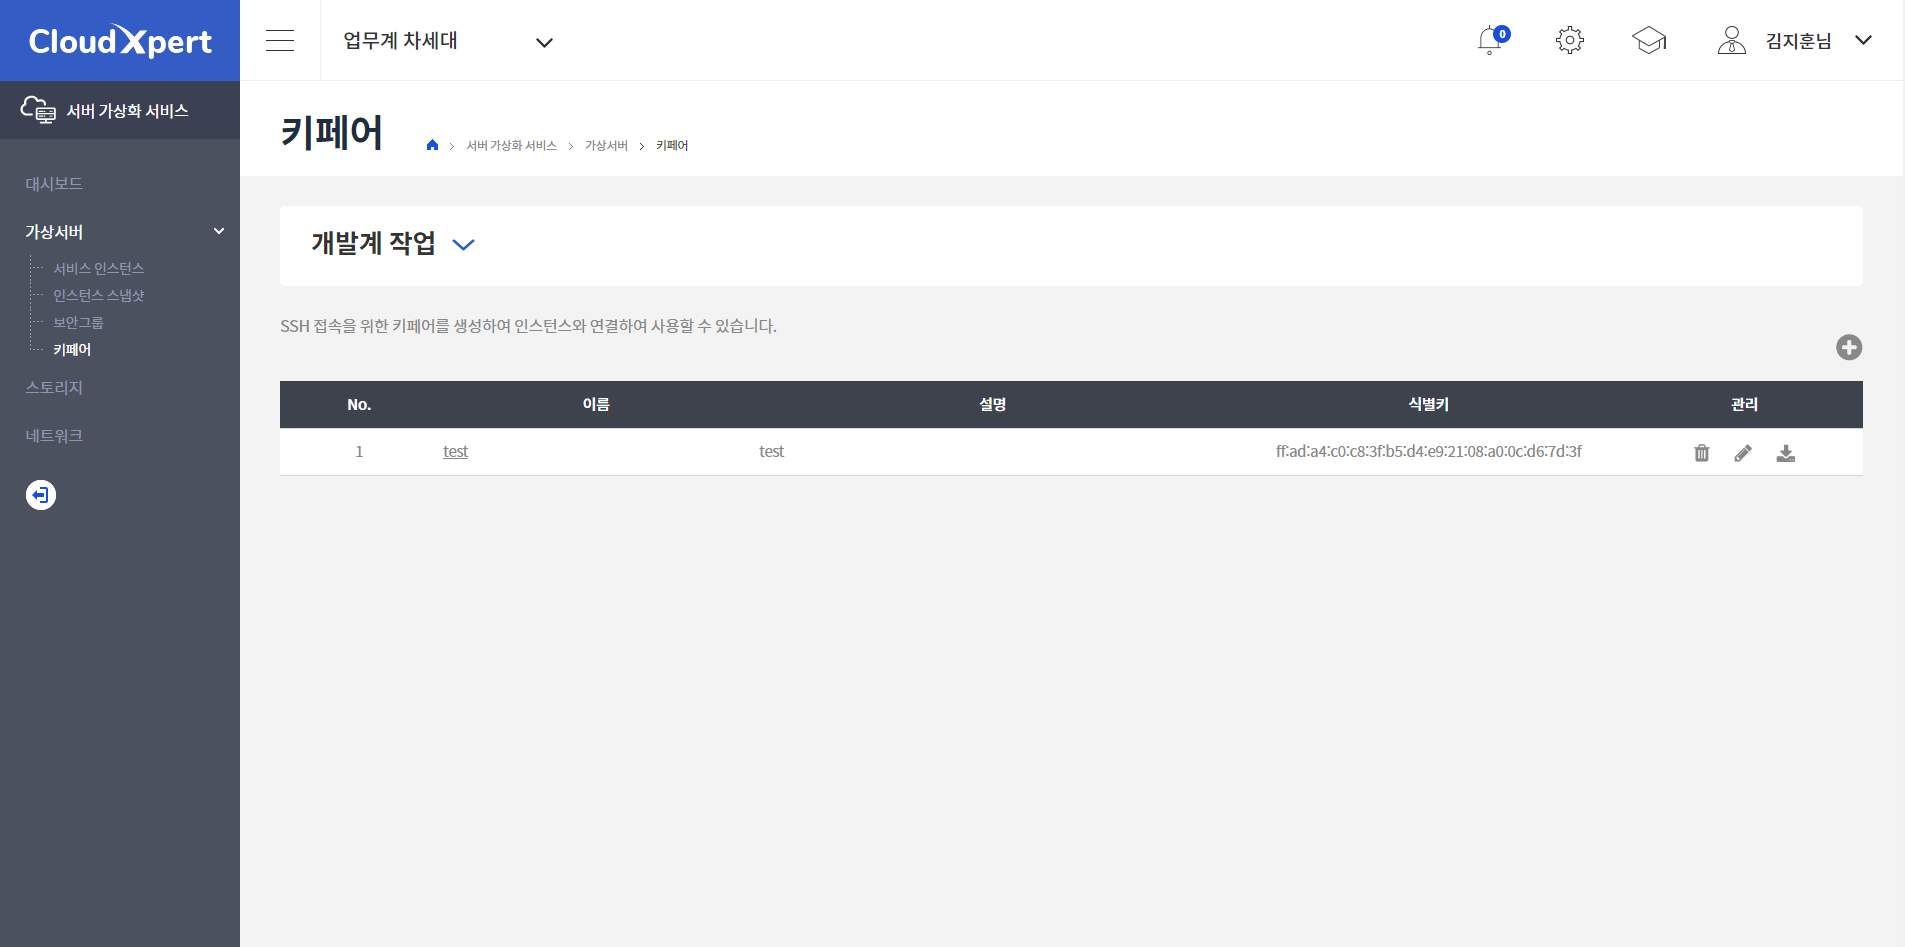 CloudXpert
업무계 차세대
0
김지훈님
서버 가상화 서비스
대시보드
가상서버
서비스 인스턴스
인스턴스 스냅샷
보안그룹
키페어
스토리지
네트워크
키페어
서버 가상화 서비스
가상서버
키페어
개발계 작업
SSH 접속을 위한 키페어를 생성하여 인스턴스와 연결하여 사용할 수 있습니다.
No. 이름 설명 식별키 관리
1 test test ff:ad:a4:c0:c8:3f:b5:d4:e9:21:08:a0:0c:d6:7d:3f